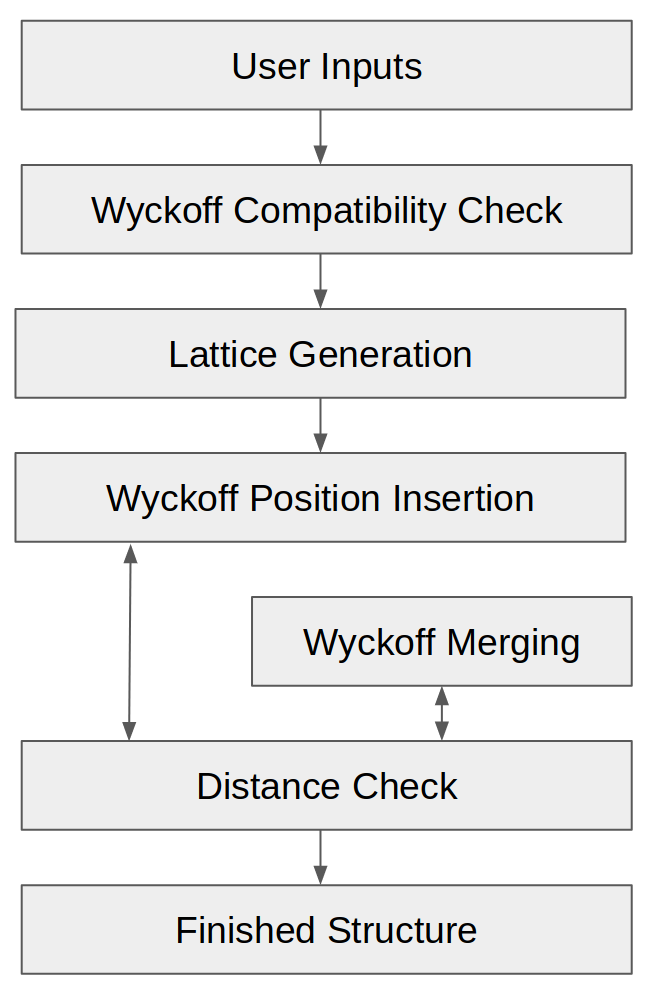 User Inputs
Wyckoff Compatibility Check
Lattice Generation
Wyckoff Position Insertion
Wyckoff Merging
Distance Check
Finished Structure